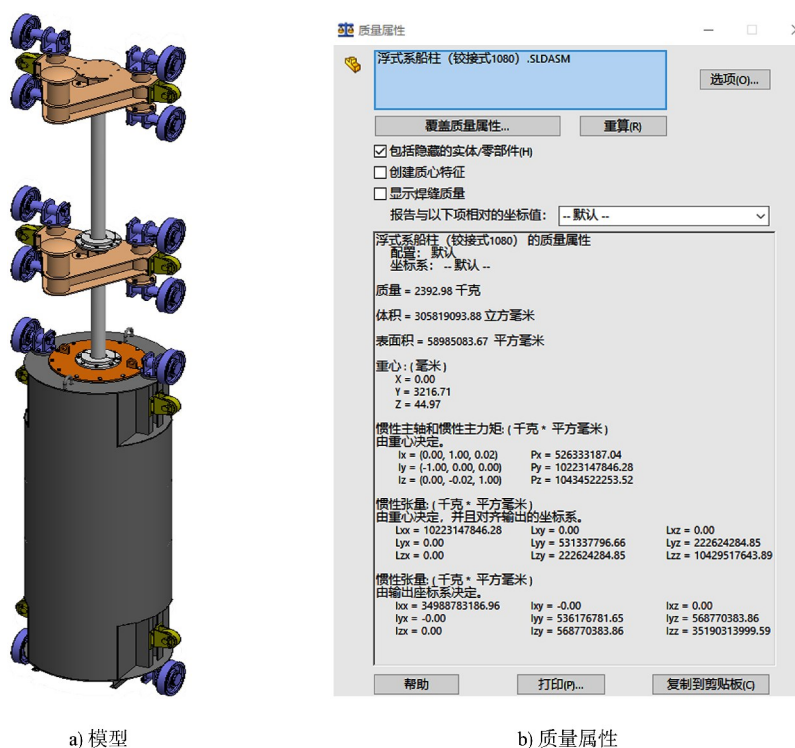 质量属性
浮式系船柱（铰接式1080）.SLDASM
选项(O)...
覆盖质量属性...
重算(R)
包括隐藏的实体/零部件(H)
创建质心特征
显示焊缝质量
报告与以下项相对的坐标值：
-- 默认 --
浮式系船柱（铰接式1080） 的质量属性
配置： 默认
坐标系： -- 默认 --
质量 = 2392.98 千克
体积 = 305819093.88 立方毫米
表面积 = 58985083.67 平方毫米
重心 : ( 毫米 )
X = 0.00
Y = 3216.71
Z = 44.97
惯性主轴和惯性主力矩: ( 千克 * 平方毫米 )
由重心决定。
Ix = (0.00, 1.00, 0.02) Px = 526333187.04
Iy = (-1.00, 0.00, 0.00) Py = 10223147846.28
Iz = (0.00, -0.02, 1.00) Pz = 10434522253.52
惯性张量: ( 千克 * 平方毫米 )
由重心决定，并且对齐输出的坐标系。
Lxx = 10223147846.28 Lxy = 0.00 Lxz = 0.00
Lyx = 0.00 Lyy = 531337796.66 Lyz = 222624284.85
Lzx = 0.00 Lzy = 222624284.85 Lzz = 10429517643.89
惯性张量: ( 千克 * 平方毫米 )
由输出座标系决定。
Ixx = 34988783186.96 Ixy = -0.00 Ixz = 0.00
Iyx = -0.00 Iyy = 536176781.65 Iyz = 568770383.86
Izx = 0.00 Izy = 568770383.86 Izz = 35190313999.59
帮助
打印(P)...
复制到剪贴板(C)
a) 模型
b) 质量属性